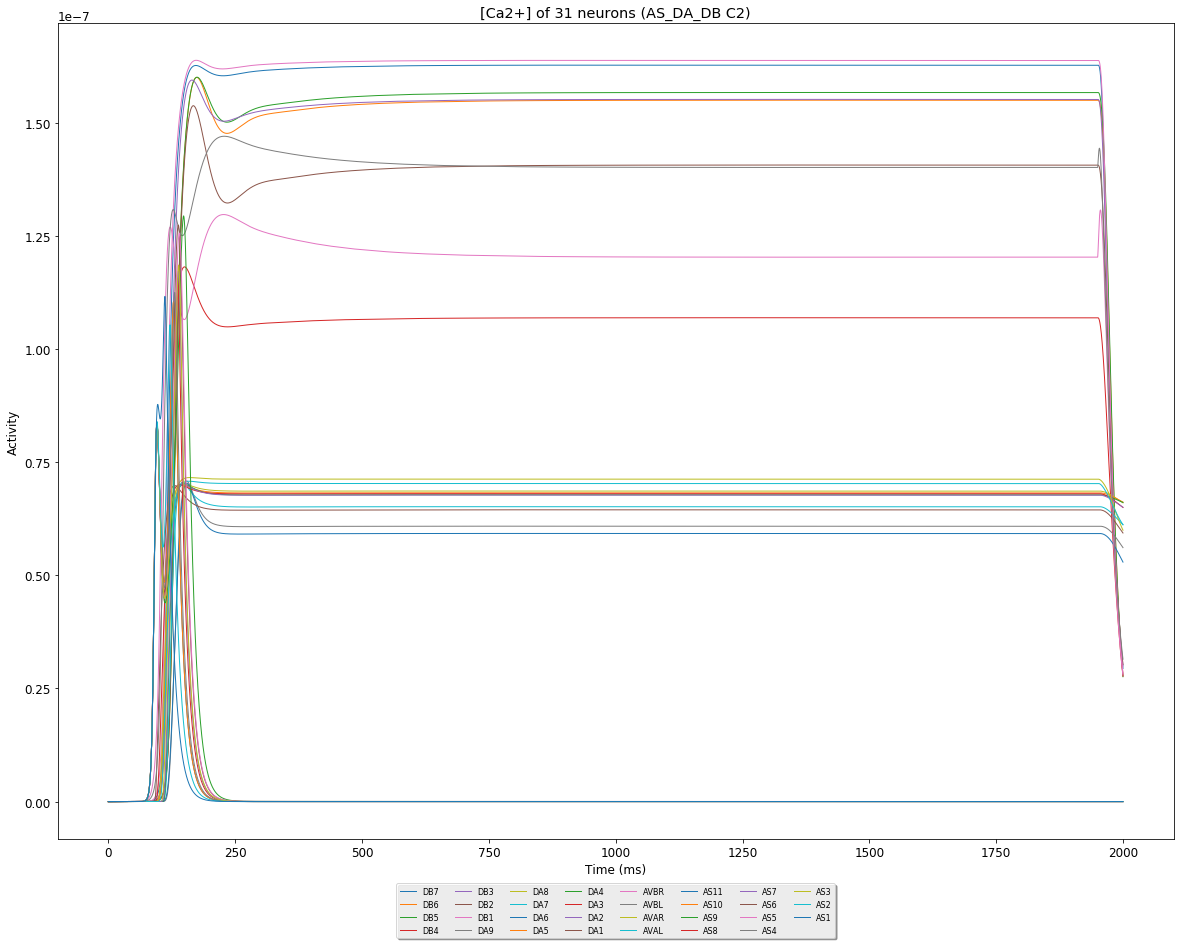 [Ca2+] of 31 neurons (AS_DA_DB C2)
1e−7
1.50
1.25
1.00
0.75
0.50
0.25
0.00
Activity
0 250 500 750 1000 1250 1500 1750 2000
Time (ms)
DB7 DB3 DA8 DA4 AVBR AS11 AS7 AS3
DB6 DB2 DA7 DA3 AVBL AS10 AS6 AS2
DB5 DB1 DA6 DA2 AVAR AS9 AS5 AS1
DB4 DA9 DA5 DA1 AVAL AS8 AS4